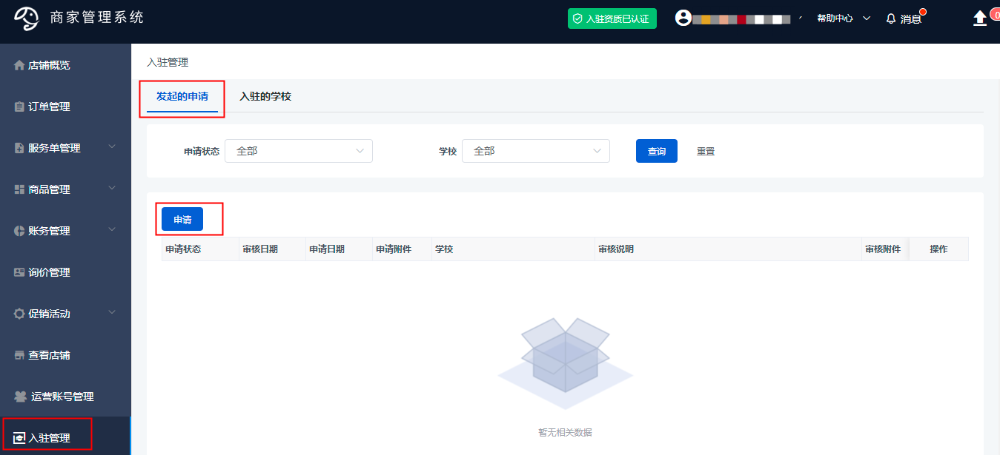 商家管理系统
入驻资质已认证
帮助中心
消息
0
店铺概览
订单管理
服务单管理
商品管理
账务管理
询价管理
促销活动
查看店铺
运营账号管理
入驻管理
入驻管理
发起的申请 入驻的学校
申请状态 全部 学校 全部 查询 重置
申请
申请状态 审核日期 申请日期 申请附件 学校 审核说明 审核附件 操作
暂无相关数据